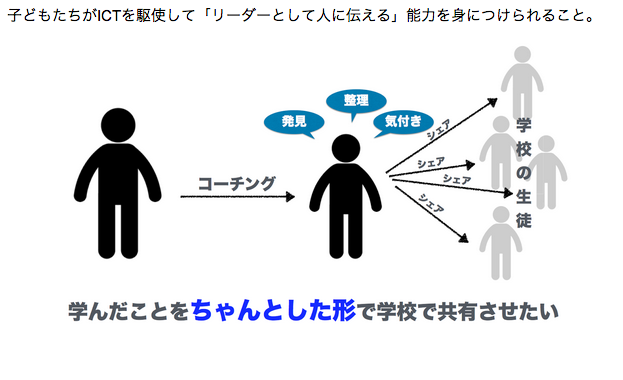 子どもたちがICTを駆使して「リーダーとして人に伝える」能力を身につけられること。
整理
発見
気付き
コーチング
シェア
シェア
シェア
シェア
学校の生徒
学んだことをちゃんとした形で学校で共有させたい